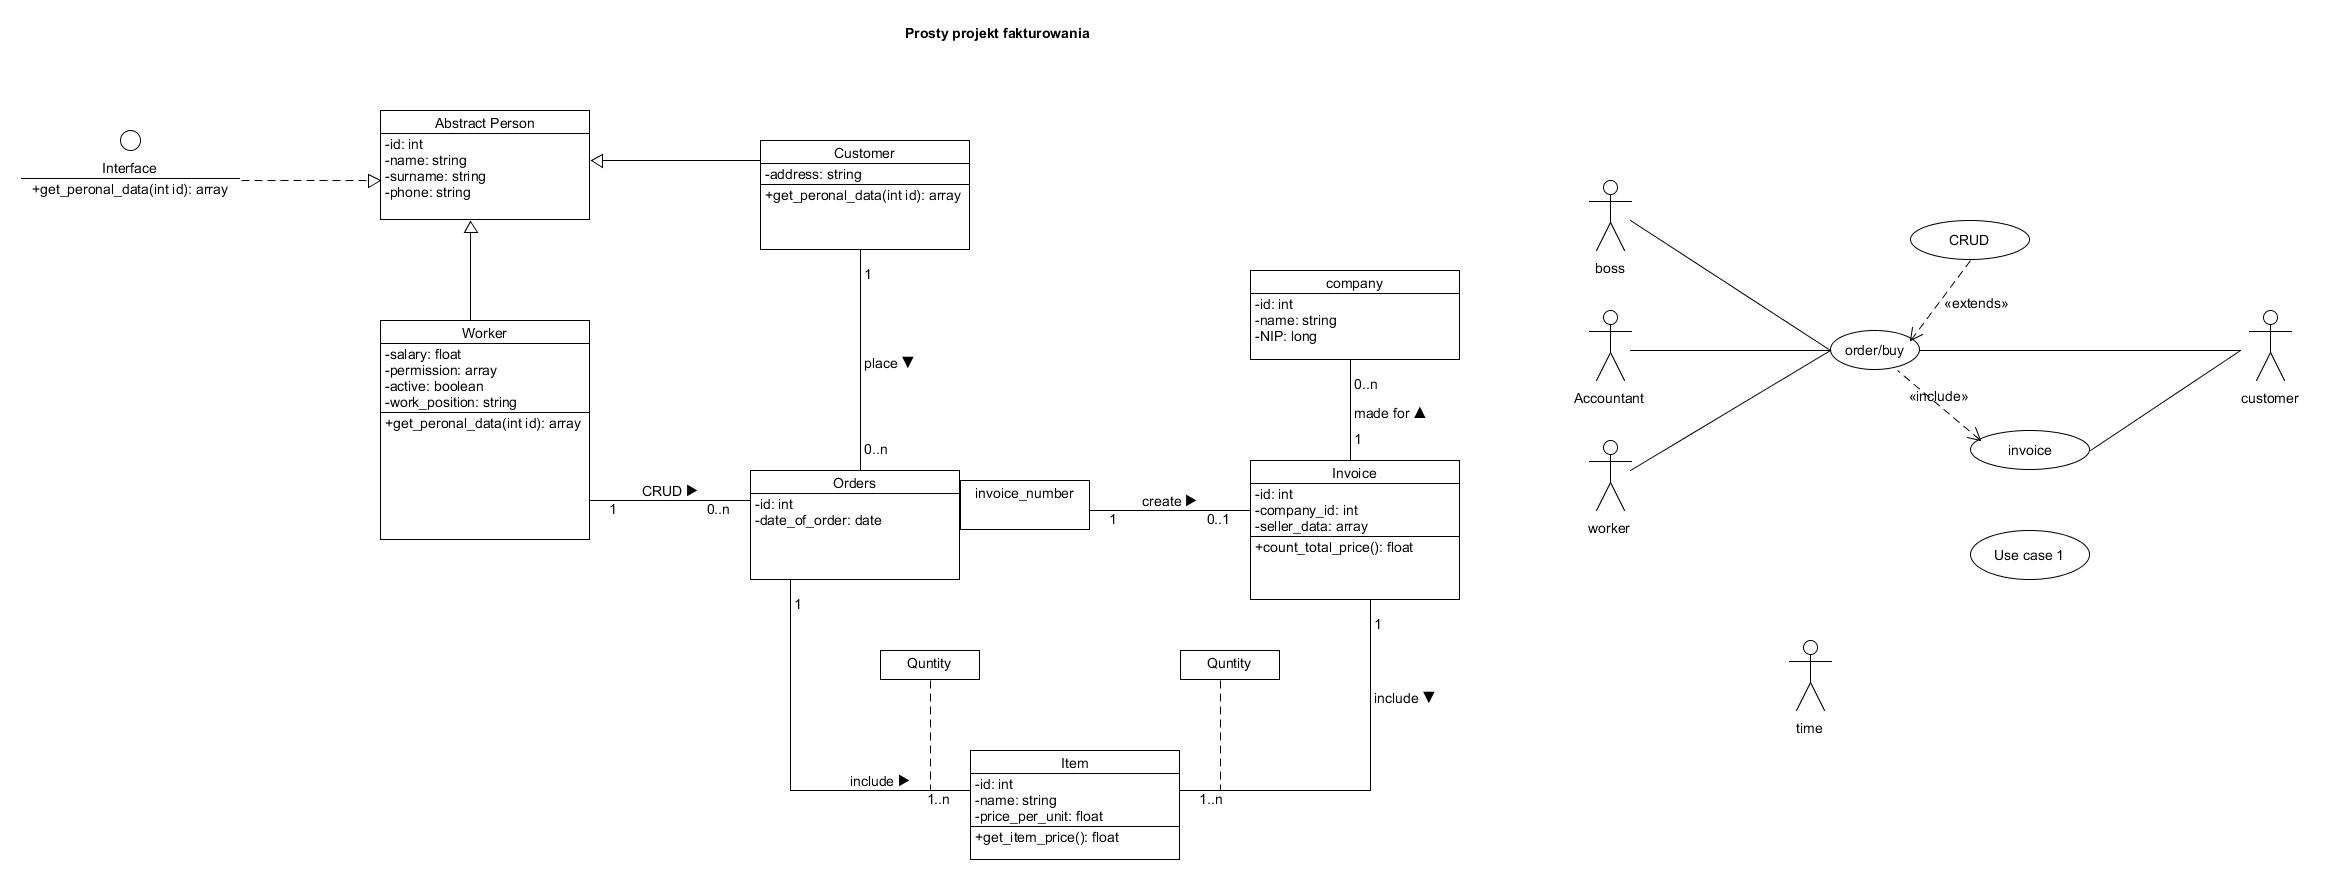 Prosty projekt fakturowania
Interface
+get_peronal_data(int id): array
Abstract Person
-id: int
-name: string
-surname: string
-phone: string
Customer
-address: string
+get_peronal_data(int id): array
1
place ▼
0..n
Worker
-salary: float
-permission: array
-active: boolean
-work_position: string
+get_peronal_data(int id): array
CRUD ▶
1
0..n
Orders
-id: int
-date_of_order: date
invoice_number
create ▶
1
0..1
company
-id: int
-name: string
-NIP: long
0..n
made for ▲
1
Invoice
-id: int
-company_id: int
-seller_data: array
+count_total_price(): float
1
include ▶
1..n
Quntity
Quntity
1
include ▼
1..n
Item
-id: int
-name: string
-price_per_unit: float
+get_item_price(): float
boss
Accountant
worker
CRUD
«extends»
order/buy
«include»
invoice
customer
Use case 1
time